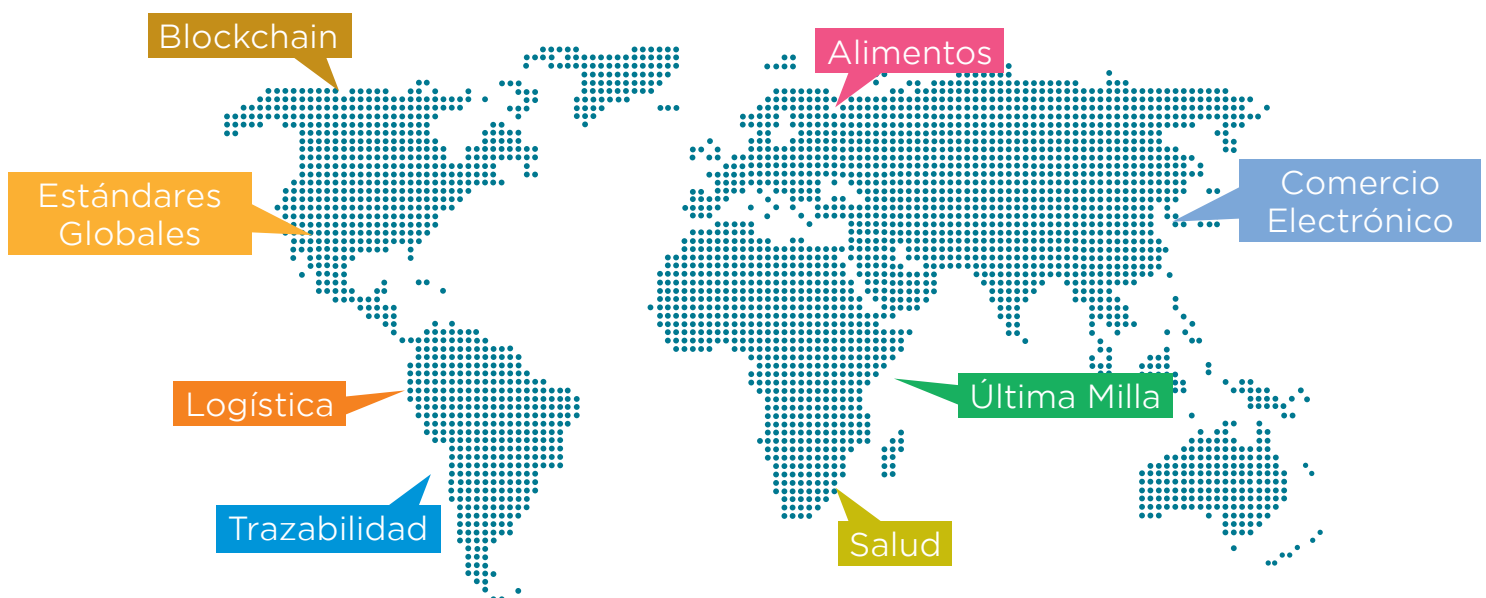 Blockchain
Alimentos
Estándares
Globales
Comercio
Electrónico
Logística
Última Milla
Trazabilidad
Salud